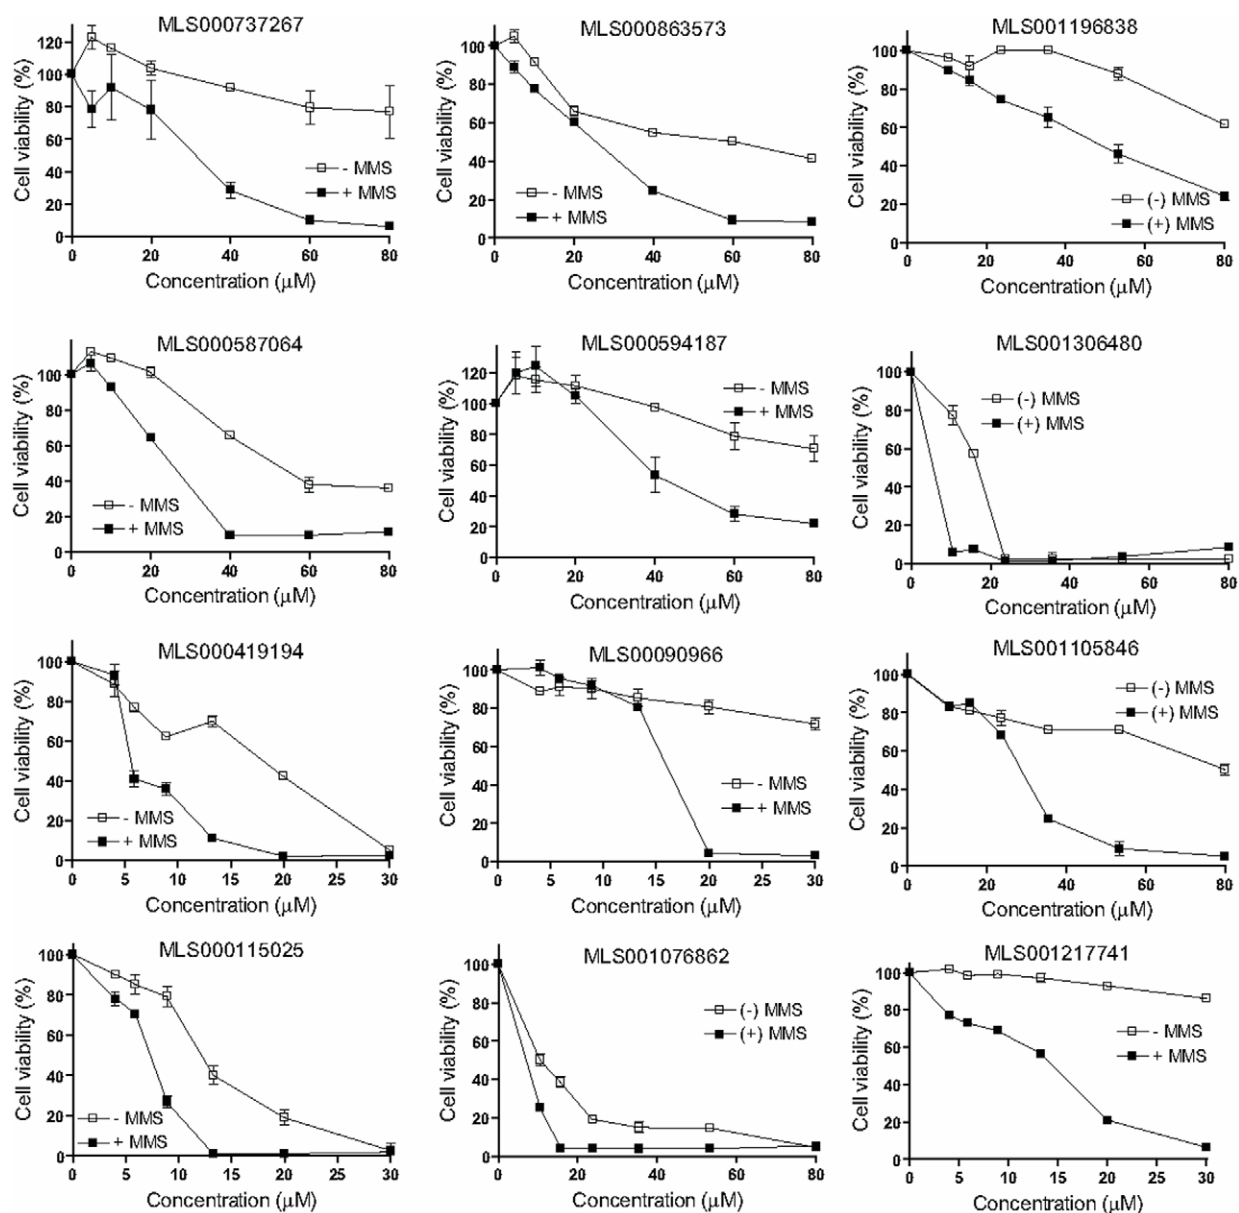 MLS000737267
Cell viability (%)
120
100
80
60
40
20
0
- MMS
+ MMS
0 20 40 60 80
Concentration (μM)
MLS000863573
Cell viability (%)
100
80
60
40
20
0
- MMS
+ MMS
0 20 40 60 80
Concentration (μM)
MLS001196838
Cell viability (%)
100
80
60
40
20
0
(-) MMS
(+) MMS
0 20 40 60 80
Concentration (μM)
MLS000587064
Cell viability (%)
100
80
60
40
20
0
- MMS
+ MMS
0 20 40 60 80
Concentration (μM)
MLS000594187
Cell viability (%)
120
100
80
60
40
20
0
- MMS
+ MMS
0 20 40 60 80
Concentration (μM)
MLS001306480
Cell viability (%)
100
80
60
40
20
0
(-) MMS
(+) MMS
0 20 40 60 80
Concentration (μM)
MLS000419194
Cell viability (%)
100
80
60
40
20
0
- MMS
+ MMS
0 5 10 15 20 25 30
Concentration (μM)
MLS00090966
Cell viability (%)
100
80
60
40
20
0
- MMS
+ MMS
0 5 10 15 20 25 30
Concentration (μM)
MLS001105846
Cell viability (%)
100
80
60
40
20
0
(-) MMS
(+) MMS
0 20 40 60 80
Concentration (μM)
MLS000115025
Cell viability (%)
100
80
60
40
20
0
- MMS
+ MMS
0 5 10 15 20 25 30
Concentration (μM)
MLS001076862
Cell viability (%)
100
80
60
40
20
0
(-) MMS
(+) MMS
0 20 40 60 80
Concentration (μM)
MLS001217741
Cell viability (%)
100
80
60
40
20
0
- MMS
+ MMS
0 5 10 15 20 25 30
Concentration (μM)